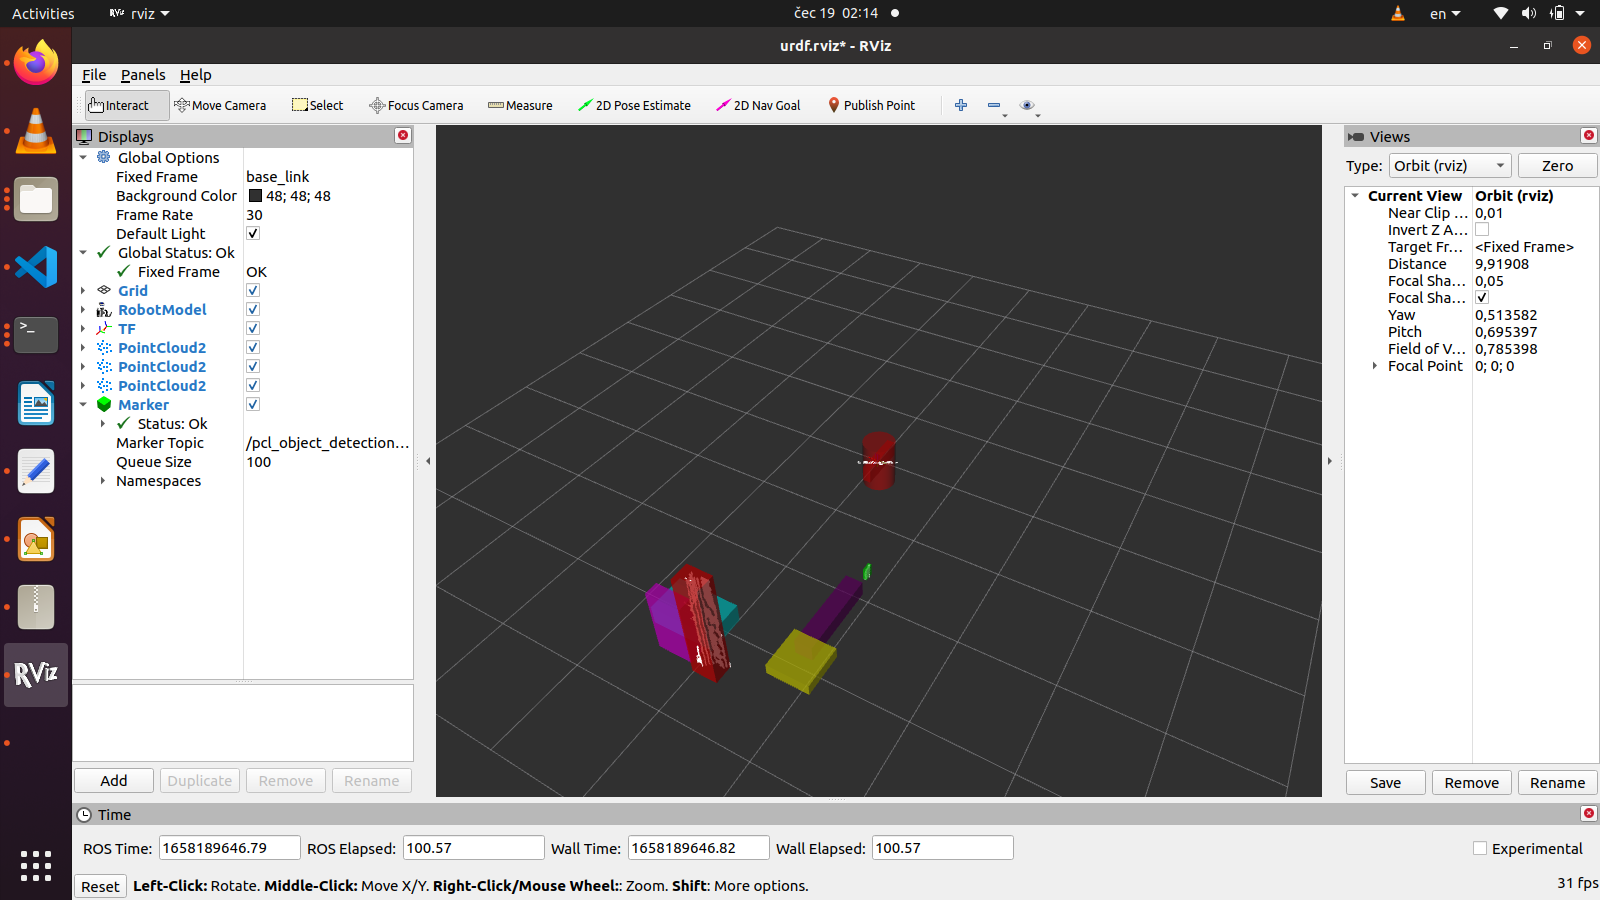 Activities
RViz rviz
čec 19 02:14
en
urdf.rviz* - RViz
File Panels Help
Interact Move Camera Select Focus Camera Measure 2D Pose Estimate 2D Nav Goal Publish Point
Displays
Global Options
Fixed Frame base_link
Background Color 48; 48; 48
Frame Rate 30
Default Light
Global Status: Ok
Fixed Frame OK
Grid
RobotModel
TF
PointCloud2
PointCloud2
PointCloud2
Marker
Status: Ok
Marker Topic /pcl_object_detection...
Queue Size 100
Namespaces
Add Duplicate Remove Rename
Views
Type: Orbit (rviz) Zero
Current View Orbit (rviz)
Near Clip ... 0,01
Invert Z A...
Target Fr... <Fixed Frame>
Distance 9,91908
Focal Sha... 0,05
Focal Sha...
Yaw 0,513582
Pitch 0,695397
Field of V... 0,785398
Focal Point 0; 0; 0
Save Remove Rename
RViz
Time
ROS Time: 1658189646.79 ROS Elapsed: 100.57 Wall Time: 1658189646.82 Wall Elapsed: 100.57 Experimental
Reset Left-Click: Rotate. Middle-Click: Move X/Y. Right-Click/Mouse Wheel:: Zoom. Shift: More options. 31 fps